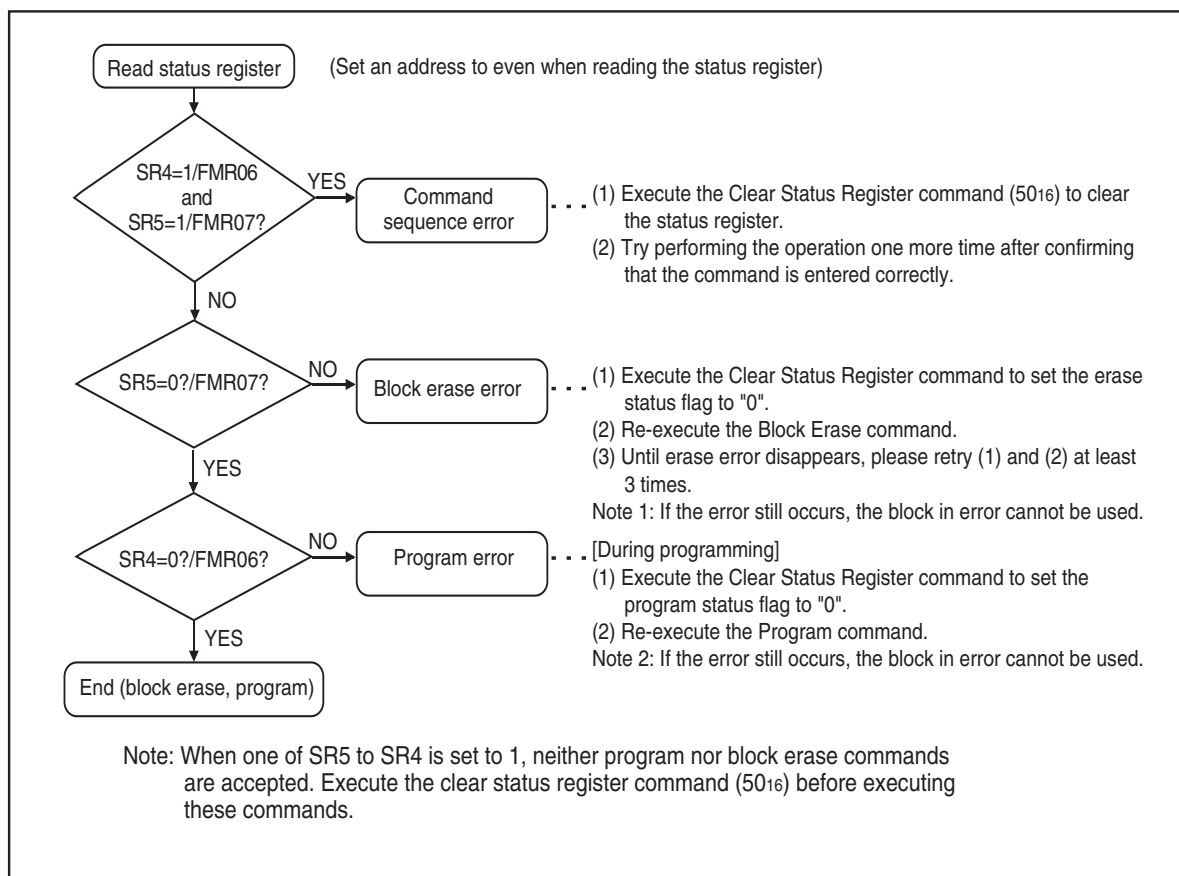 Read status register
(Set an address to even when reading the status register)
SR4=1/FMR06
and
SR5=1/FMR07?
YES
Command
sequence error
(1) Execute the Clear Status Register command (5016) to clear
the status register.
(2) Try performing the operation one more time after confirming
that the command is entered correctly.
NO
SR5=0?/FMR07?
NO
Block erase error
(1) Execute the Clear Status Register command to set the erase
status flag to "0".
(2) Re-execute the Block Erase command.
(3) Until erase error disappears, please retry (1) and (2) at least
3 times.
Note 1: If the error still occurs, the block in error cannot be used.
YES
SR4=0?/FMR06?
NO
Program error
[During programming]
(1) Execute the Clear Status Register command to set the
program status flag to "0".
(2) Re-execute the Program command.
Note 2: If the error still occurs, the block in error cannot be used.
YES
End (block erase, program)
Note: When one of SR5 to SR4 is set to 1, neither program nor block erase commands
are accepted. Execute the clear status register command (5016) before executing
these commands.